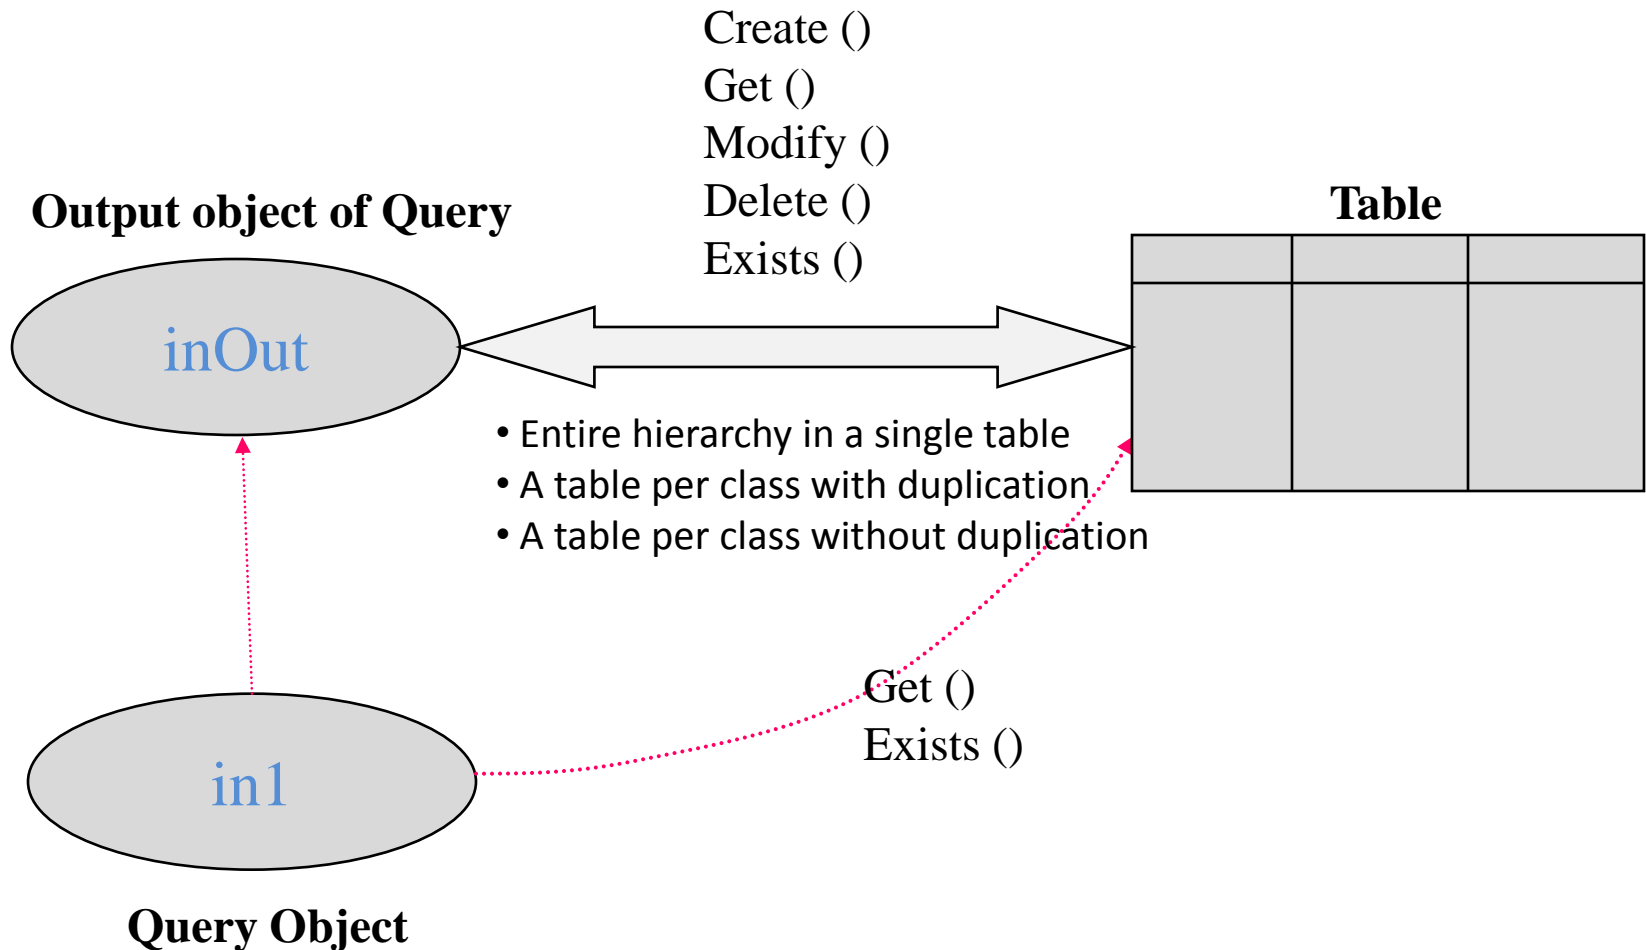 Create ()
Get ()
Modify ()
Delete ()
Exists ()
Output object of Query
Table
inOut
• Entire hierarchy in a single table
• A table per class with duplication
• A table per class without duplication
Get ()
Exists ()
in1
Query Object